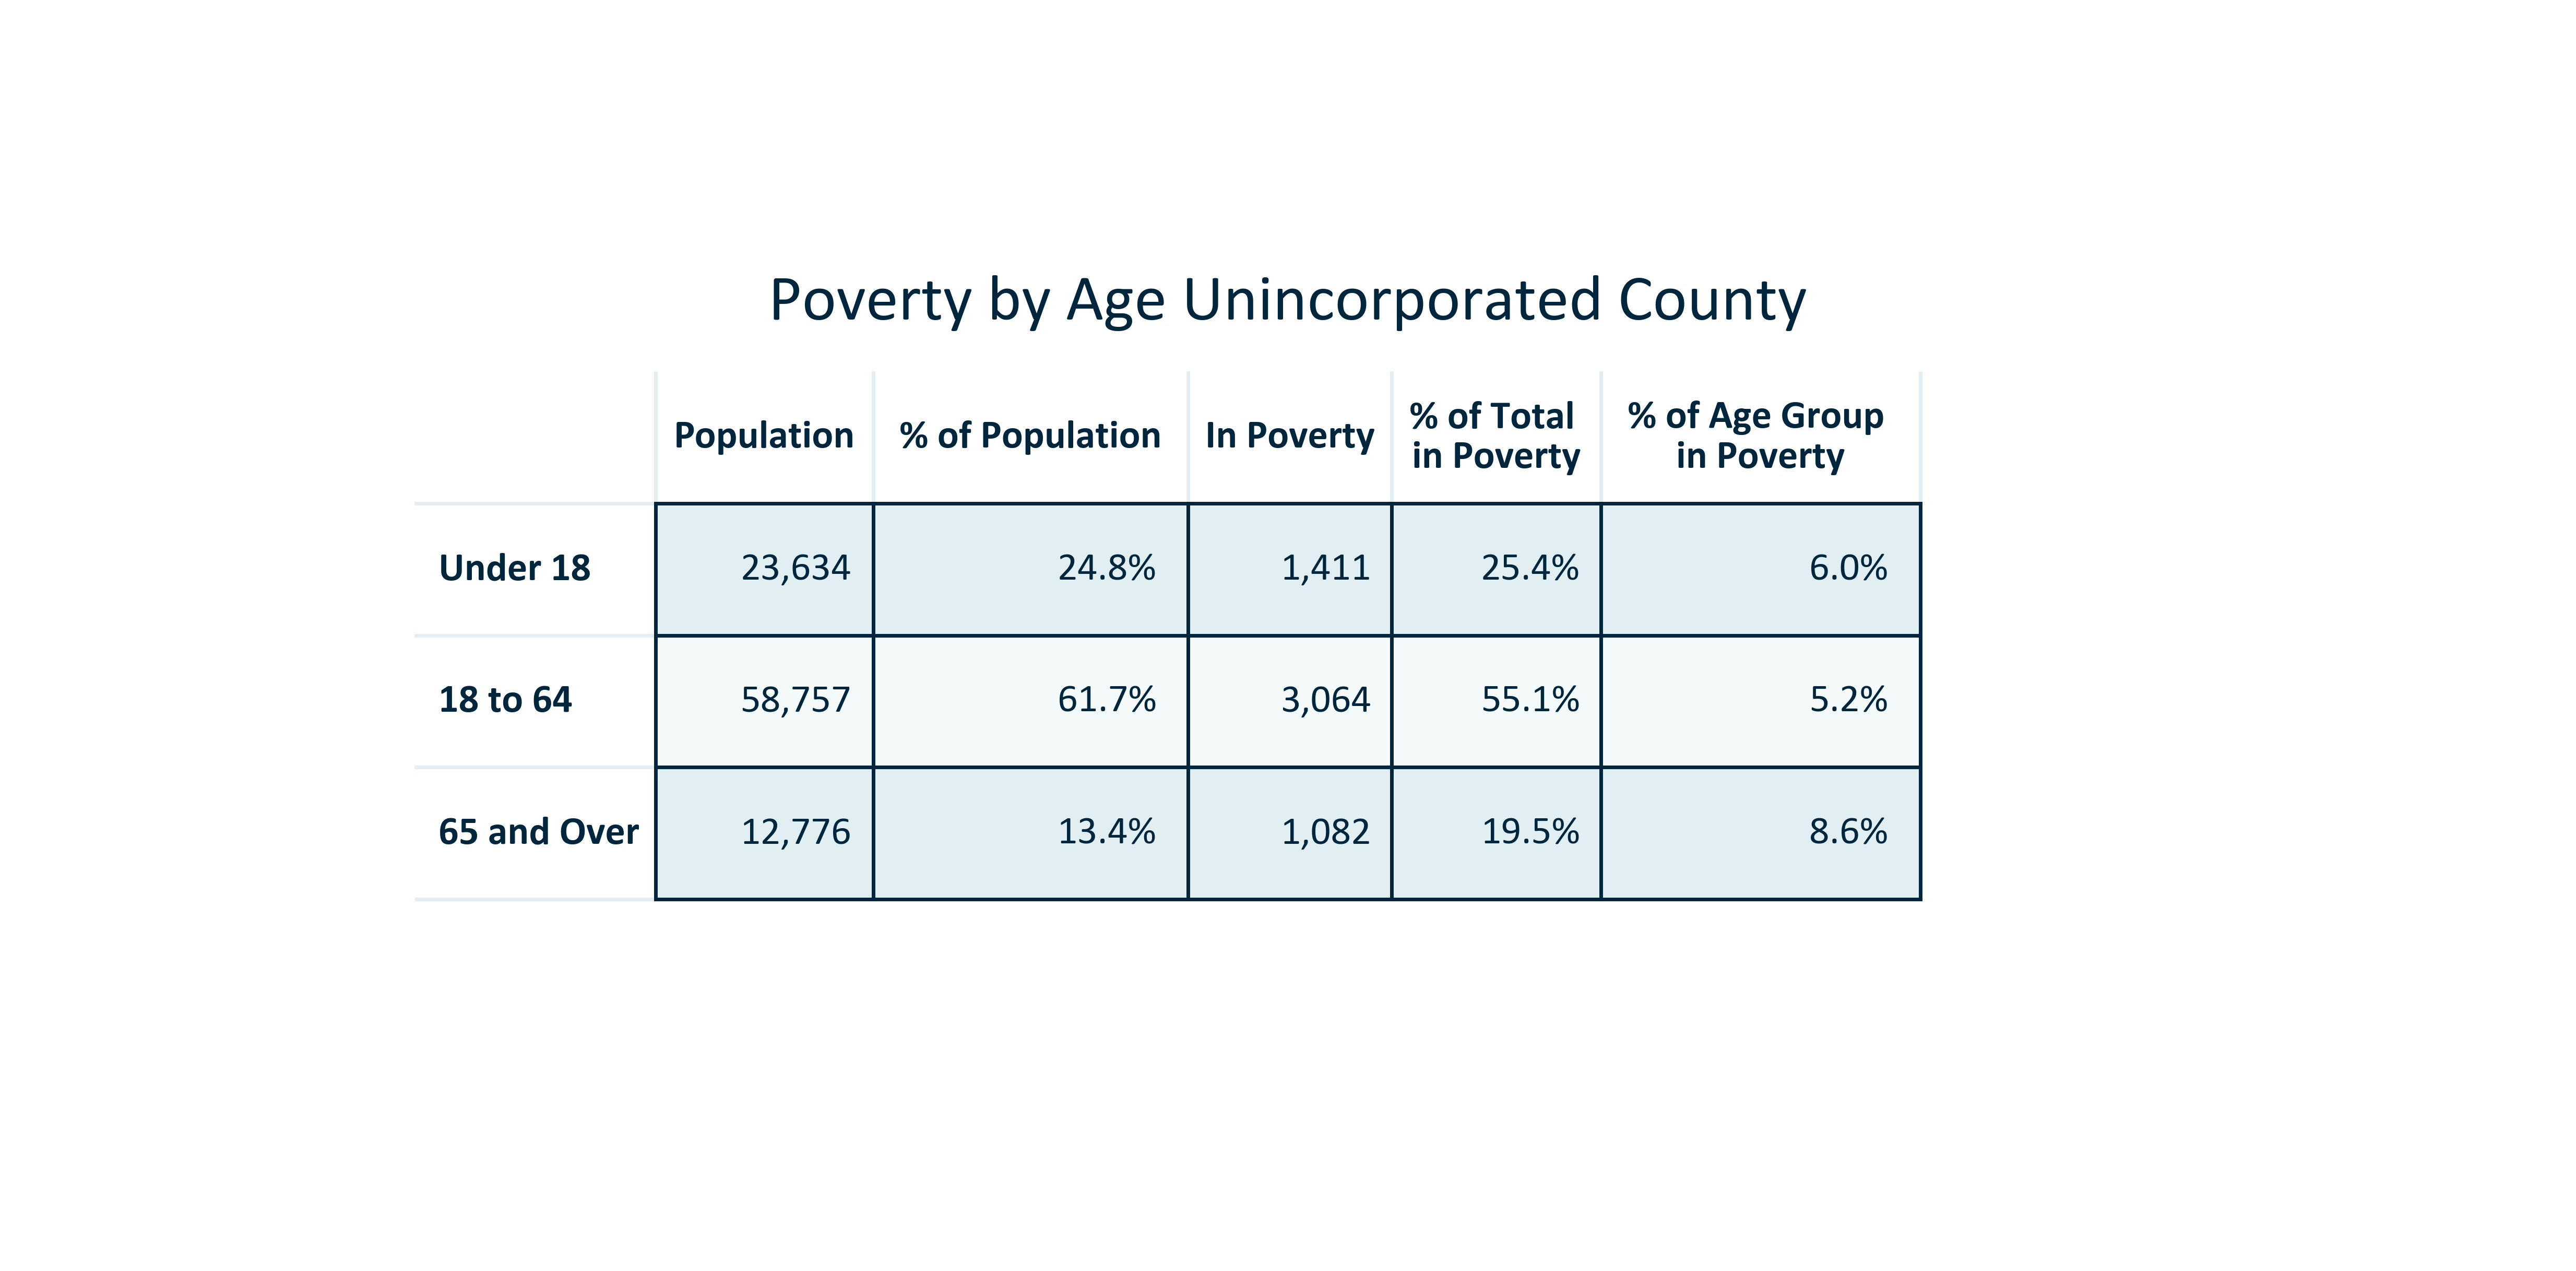 Poverty by Age Unincorporated County
Population % of Population In Poverty % of Total in Poverty % of Age Group in Poverty
Under 18 23,634 24.8% 1,411 25.4% 6.0%
18 to 64 58,757 61.7% 3,064 55.1% 5.2%
65 and Over 12,776 13.4% 1,082 19.5% 8.6%